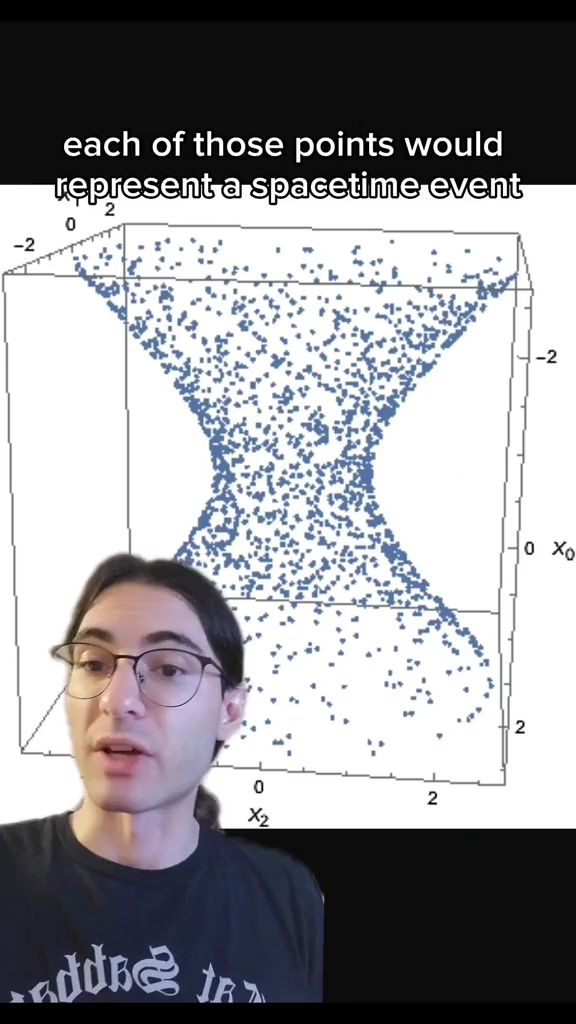 each of those points would
represent a spacetime event
-2
0
2
-2
0
x0
2
0
2
x2